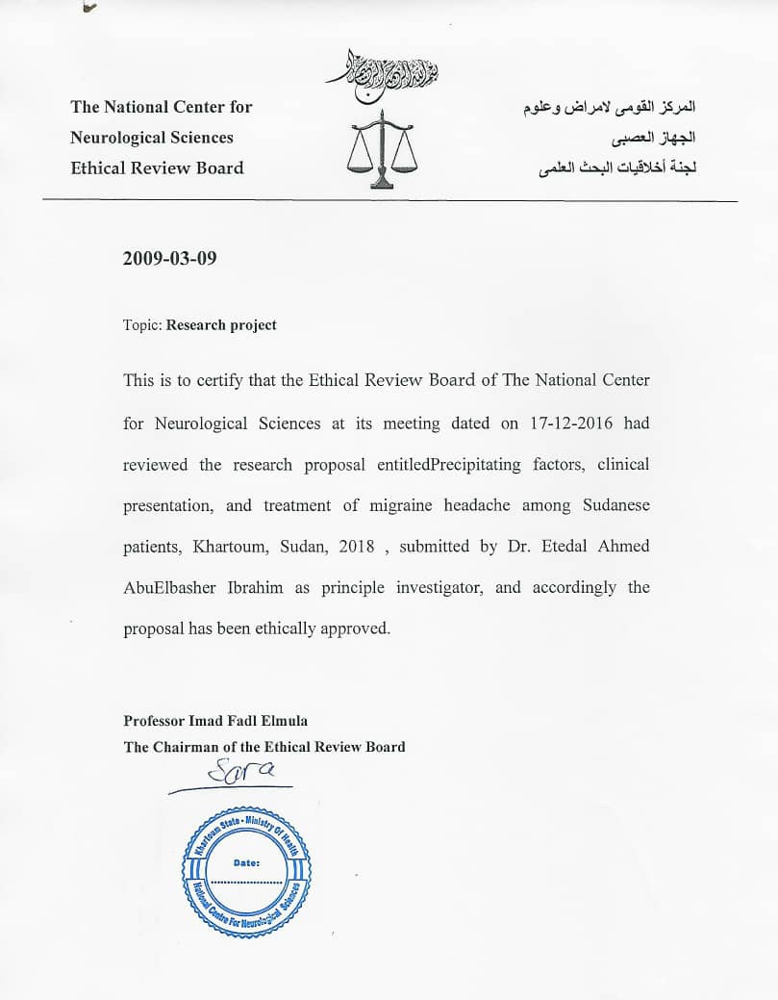 بسم الله الرحمن الرحيم
The National Center for
Neurological Sciences
Ethical Review Board
المركز القومى لامراض وعلوم
الجهاز العصبى
لجنة أخلاقيات البحث العلمى
2009-03-09
Topic: Research project
This is to certify that the Ethical Review Board of The National Center
for Neurological Sciences at its meeting dated on 17-12-2016 had
reviewed the research proposal entitledPrecipitating factors, clinical
presentation, and treatment of migraine headache among Sudanese
patients, Khartoum, Sudan, 2018 , submitted by Dr. Etedal Ahmed
AbuElbasher Ibrahim as principle investigator, and accordingly the
proposal has been ethically approved.
Professor Imad Fadl Elmula
The Chairman of the Ethical Review Board
Sara
Khartoum State - Ministry Of Health
Date:
National Centre For Neurological Sciences